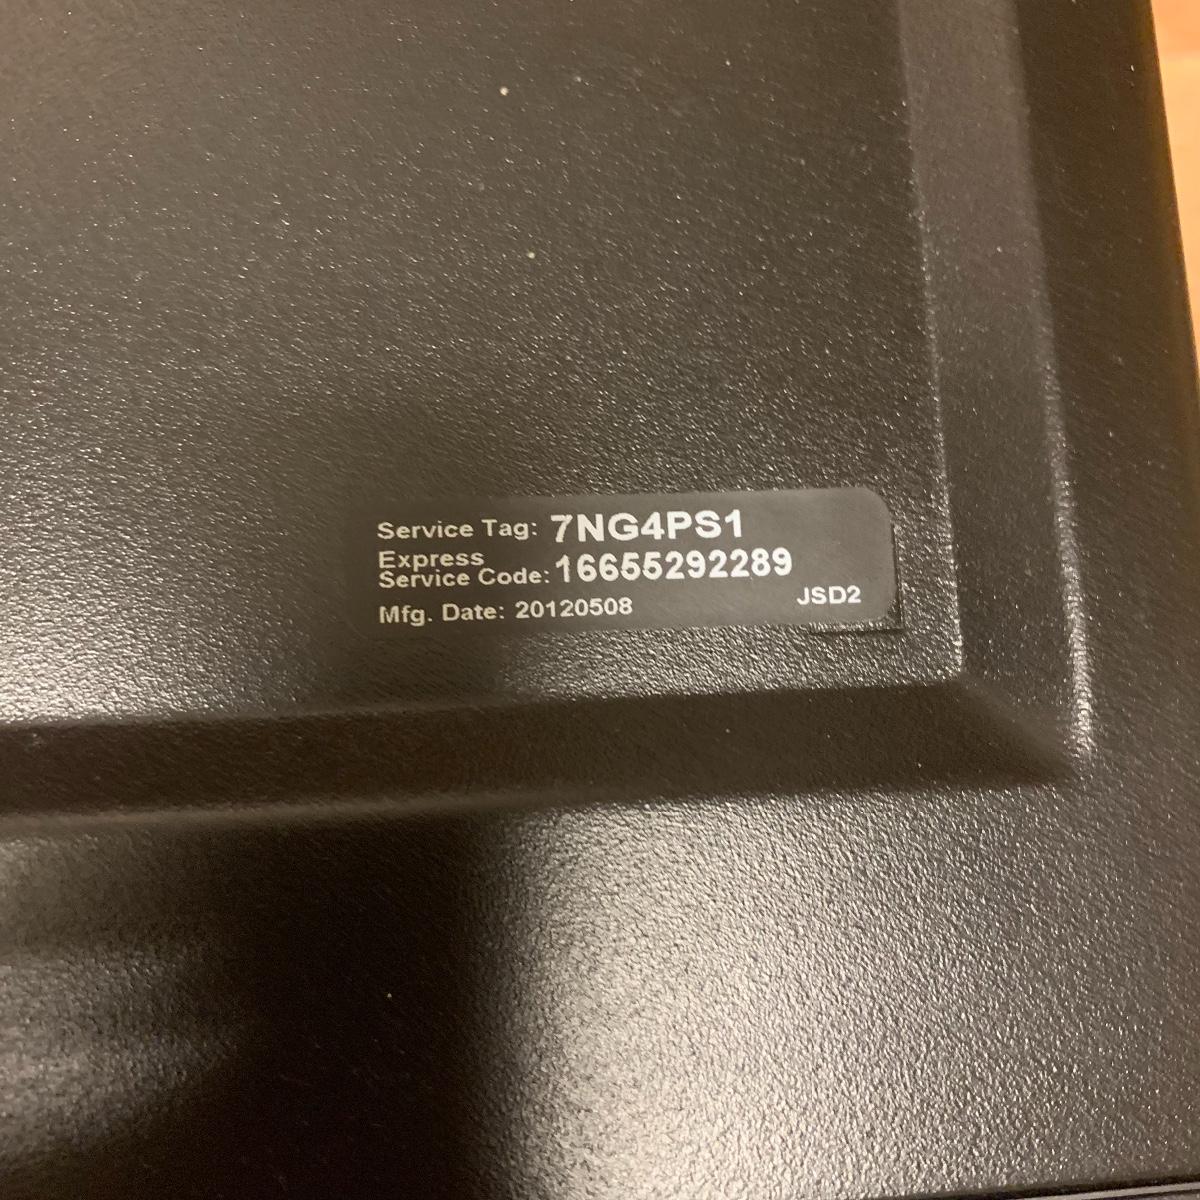 Service Tag: 7NG4PS1
Express
Service Code: 16655292289
Mfg. Date: 20120508 JSD2